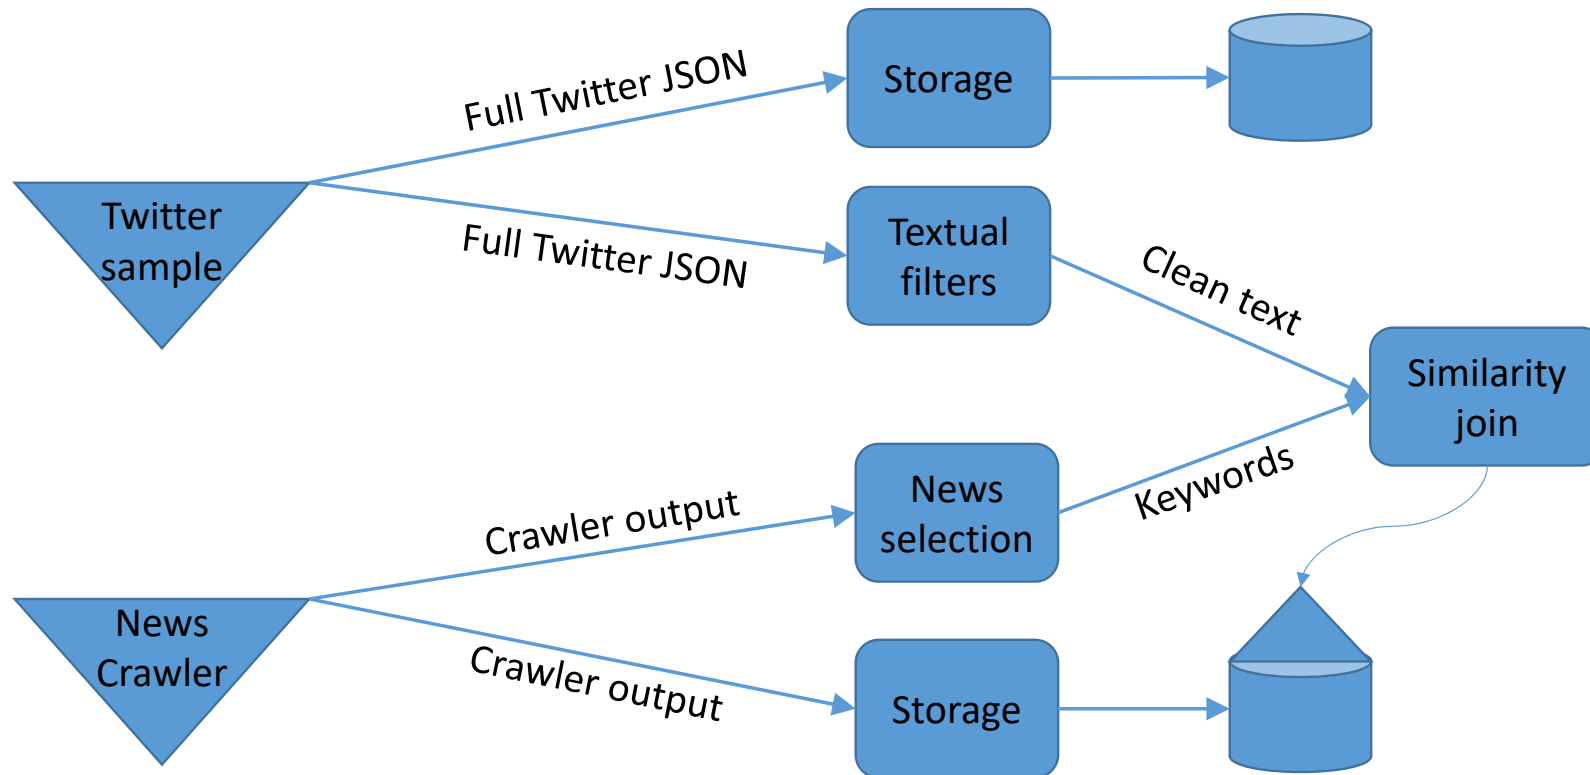 Full Twitter JSON
Storage
Twitter
sample
Full Twitter JSON
Textual
filters
Clean text
Similarity
join
Crawler output
News
selection
Keywords
News
Crawler
Crawler output
Storage